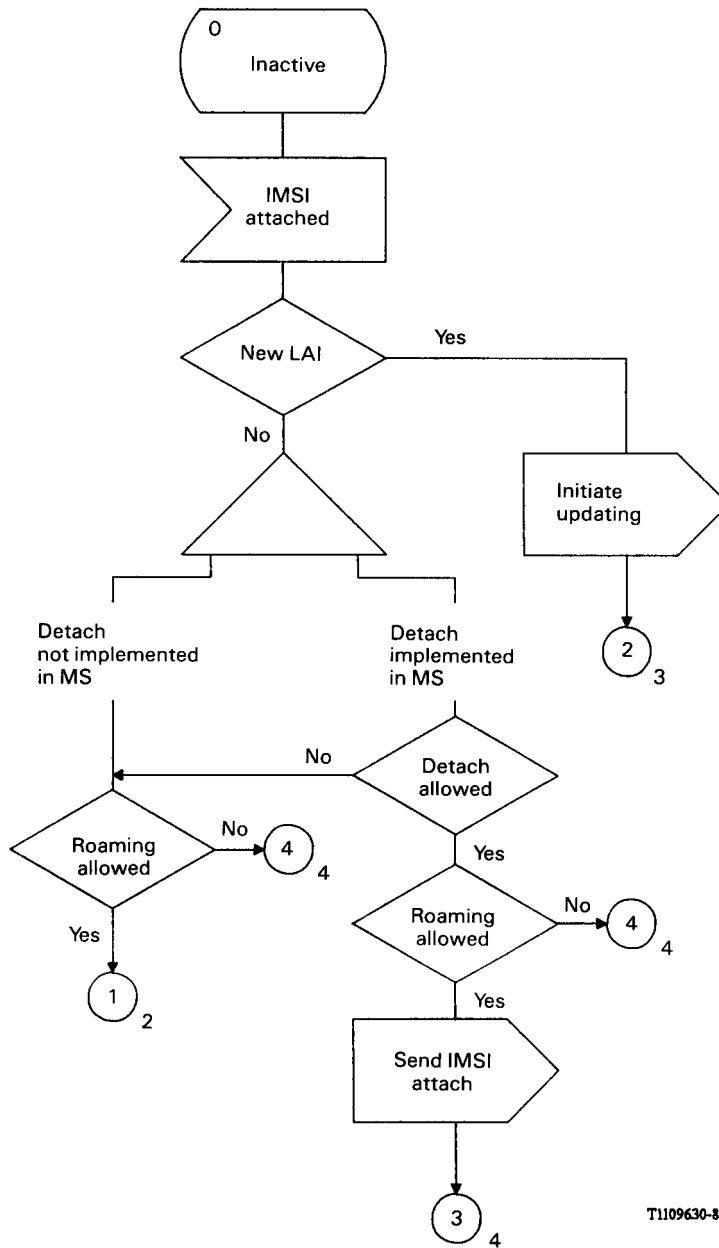 0
Inactive
IMSI
attached
New LAI
Yes
No
Initiate
updating
2
3
Detach
not implemented
in MS
Detach
implemented
in MS
No
Detach
allowed
Roaming
allowed
No
4
4
Yes
Roaming
allowed
No
4
4
Yes
1
2
Yes
Send IMSI
attach
3
4
T1109630-8